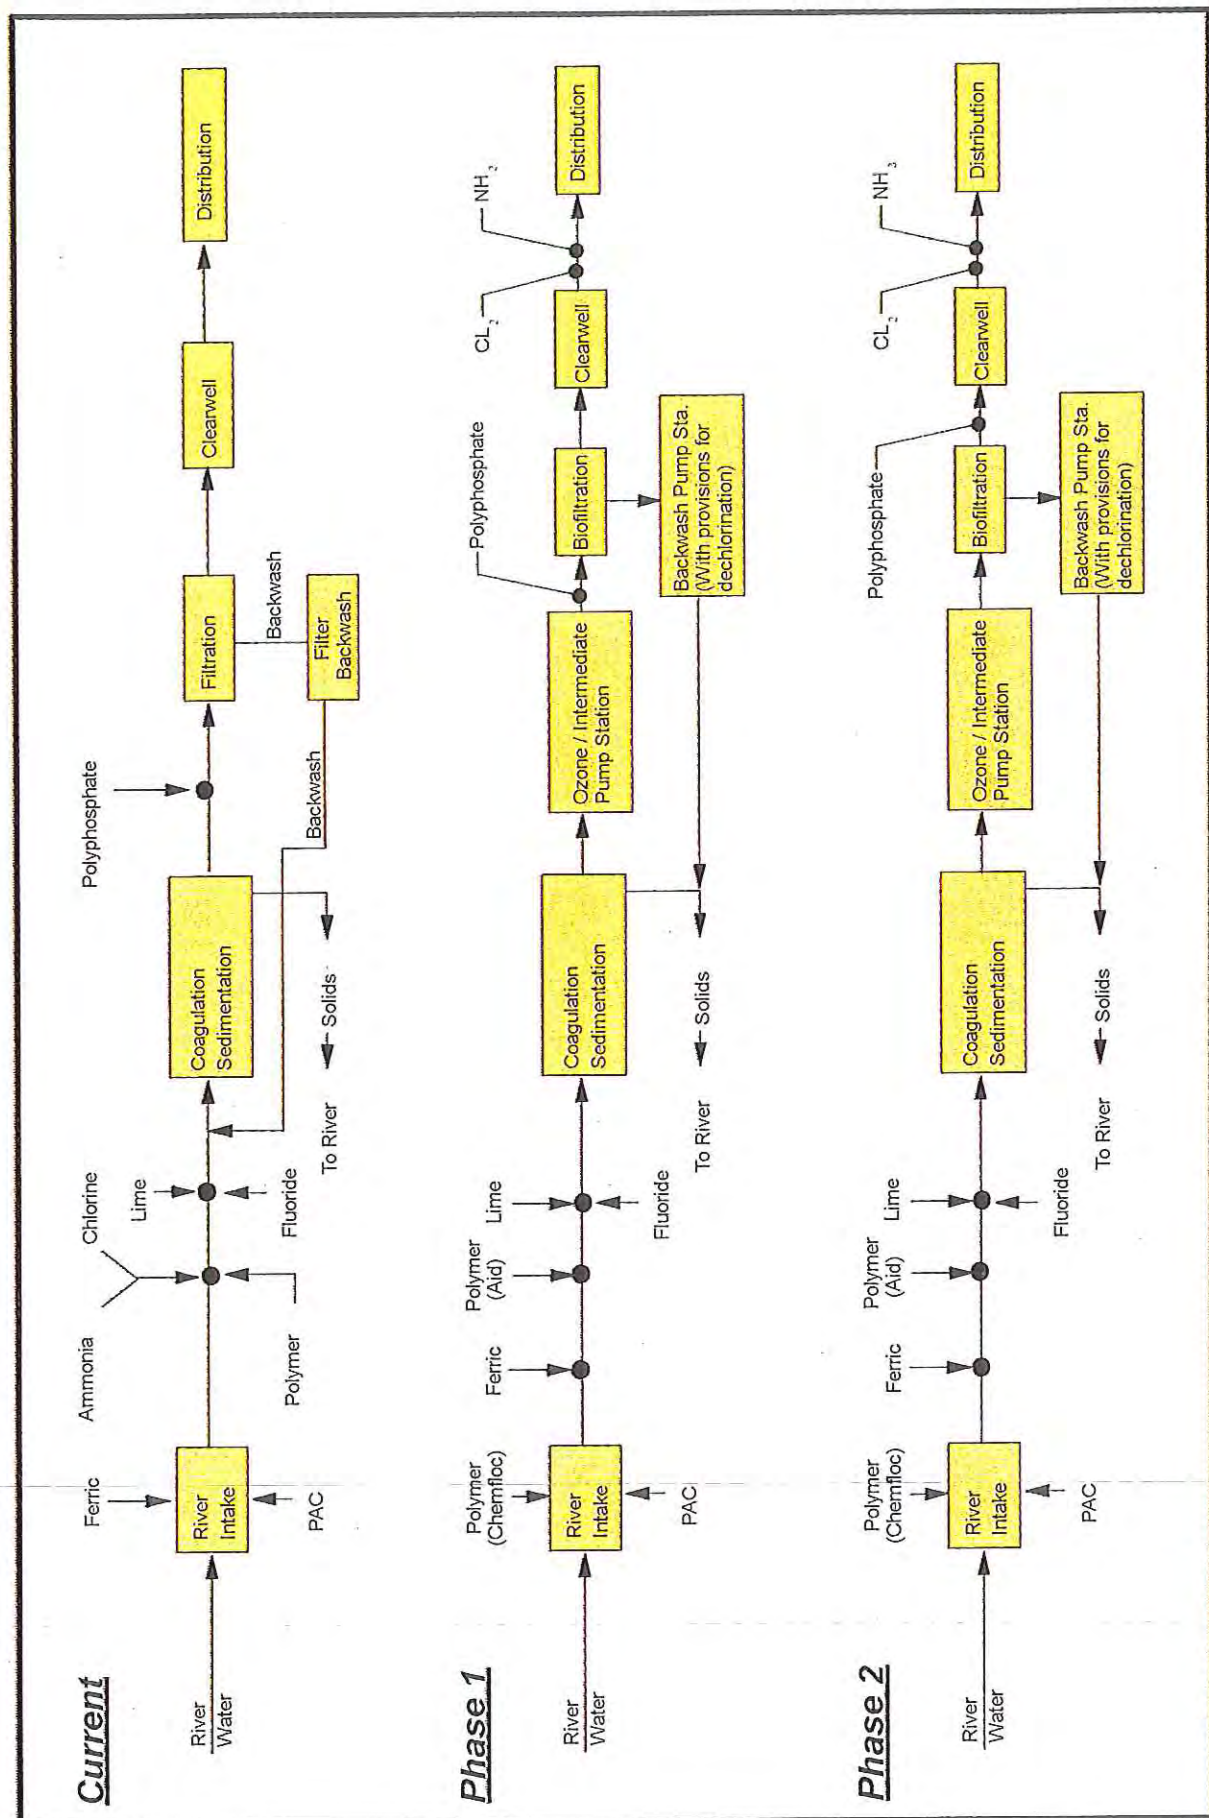 Current
River
Water
Ferric
River
Intake
PAC
Ammonia
Chlorine
Polymer
Lime
Fluoride
Coagulation
Sedimentation
To River
Solids
Polyphosphate
Backwash
Filtration
Backwash
Filter
Backwash
Clearwell
Distribution
Phase 1
River
Water
Polymer
(Chemfloc)
River
Intake
PAC
Ferric
Polymer
(Aid)
Lime
Fluoride
Coagulation
Sedimentation
To River
Solids
Ozone / Intermediate
Pump Station
Polyphosphate
Biofiltration
Backwash Pump Sta.
(With provisions for
dechlorination)
Clearwell
CL2
NH2
Distribution
Phase 2
River
Water
Polymer
(Chemfloc)
River
Intake
PAC
Ferric
Polymer
(Aid)
Lime
Fluoride
Coagulation
Sedimentation
To River
Solids
Ozone / Intermediate
Pump Station
Polyphosphate
Biofiltration
Backwash Pump Sta.
(With provisions for
dechlorination)
Clearwell
CL2
NH3
Distribution